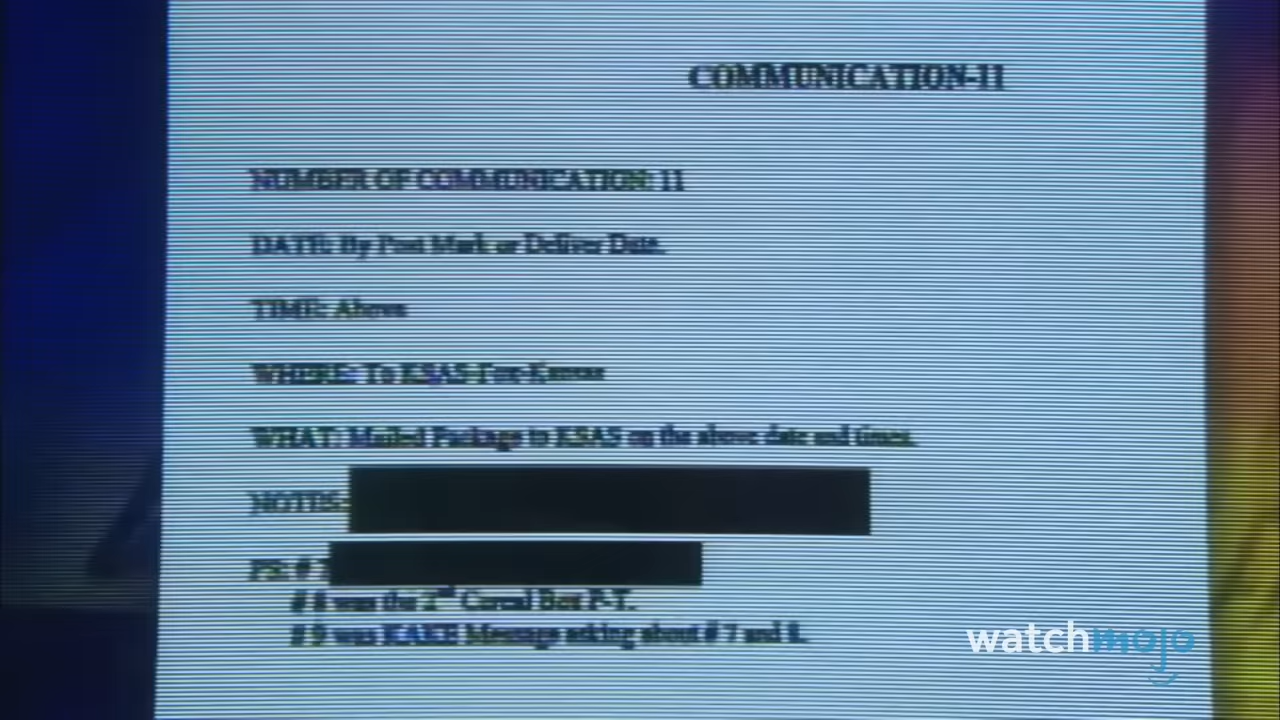 COMMUNICATION-11
NUMBER OF COMMUNICATION: 11
DATE: By Post Mark or Deliver Date.
TIME: Above
WHERE: To KSAS-Fox-Kansas
WHAT: Mailed Package to KSAS on the above date and times.
NOTES:
PS: # 7
# 8 was the 2nd Cereal Box P-T.
# 9 was KAKE Message asking about # 7 and 8.
watchmojo